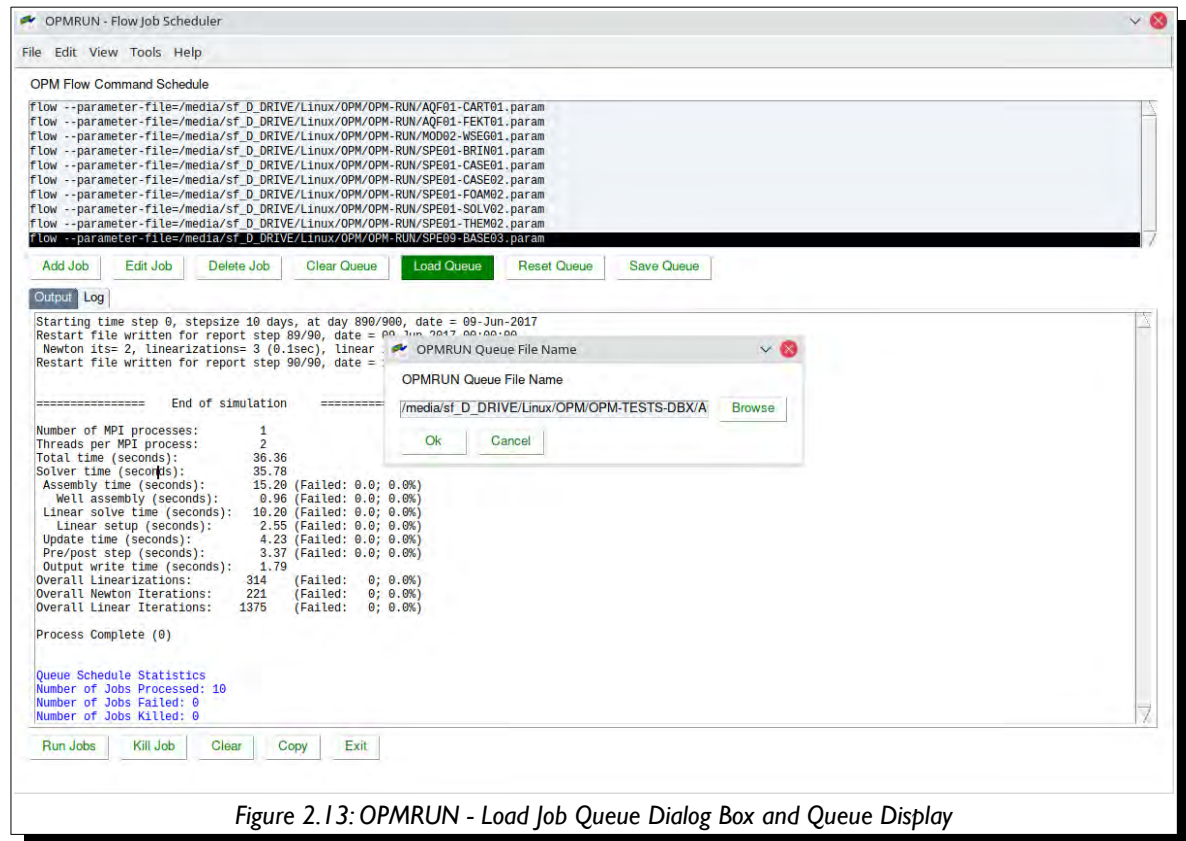 OPMRUN - Flow Job Scheduler
File Edit View Tools Help
OPM Flow Command Schedule
flow --parameter-file=/media/sf_D_DRIVE/Linux/OPM/OPM-RUN/AQF01-CART01.param
flow --parameter-file=/media/sf_D_DRIVE/Linux/OPM/OPM-RUN/AQF01-FEKT01.param
flow --parameter-file=/media/sf_D_DRIVE/Linux/OPM/OPM-RUN/MOD02-WSEG01.param
flow --parameter-file=/media/sf_D_DRIVE/Linux/OPM/OPM-RUN/SPE01-BRIN01.param
flow --parameter-file=/media/sf_D_DRIVE/Linux/OPM/OPM-RUN/SPE01-CASE01.param
flow --parameter-file=/media/sf_D_DRIVE/Linux/OPM/OPM-RUN/SPE01-CASE02.param
flow --parameter-file=/media/sf_D_DRIVE/Linux/OPM/OPM-RUN/SPE01-FOAM02.param
flow --parameter-file=/media/sf_D_DRIVE/Linux/OPM/OPM-RUN/SPE01-SOLV02.param
flow --parameter-file=/media/sf_D_DRIVE/Linux/OPM/OPM-RUN/SPE01-THEM02.param
flow --parameter-file=/media/sf_D_DRIVE/Linux/OPM/OPM-RUN/SPE09-BASE03.param
Add Job Edit Job Delete Job Clear Queue Load Queue Reset Queue Save Queue
Output Log
Starting time step 0, stepsize 10 days, at day 890/900, date = 09-Jun-2017
Restart file written for report step 89/90, date = 09-Jun-2017 00:00:00
Newton its= 2, linearizations= 3 (0.1sec), linear
Restart file written for report step 90/90, date =
================ End of simulation ==========
Number of MPI processes: 1
Threads per MPI process: 2
Total time (seconds): 36.36
Solver time (seconds): 35.78
Assembly time (seconds): 15.20 (Failed: 0.0; 0.0%)
Well assembly (seconds): 0.96 (Failed: 0.0; 0.0%)
Linear solve time (seconds): 10.20 (Failed: 0.0; 0.0%)
Linear setup (seconds): 2.55 (Failed: 0.0; 0.0%)
Update time (seconds): 4.23 (Failed: 0.0; 0.0%)
Pre/post step (seconds): 3.37 (Failed: 0.0; 0.0%)
Output write time (seconds): 1.79
Overall Linearizations: 314 (Failed: 0; 0.0%)
Overall Newton Iterations: 221 (Failed: 0; 0.0%)
Overall Linear Iterations: 1375 (Failed: 0; 0.0%)
Process Complete (0)
Queue Schedule Statistics
Number of Jobs Processed: 10
Number of Jobs Failed: 0
Number of Jobs Killed: 0
OPMRUN Queue File Name
OPMRUN Queue File Name
/media/sf_D_DRIVE/Linux/OPM/OPM-TESTS-DBX/A Browse
Ok Cancel
Run Jobs Kill Job Clear Copy Exit
Figure 2.13: OPMRUN - Load Job Queue Dialog Box and Queue Display